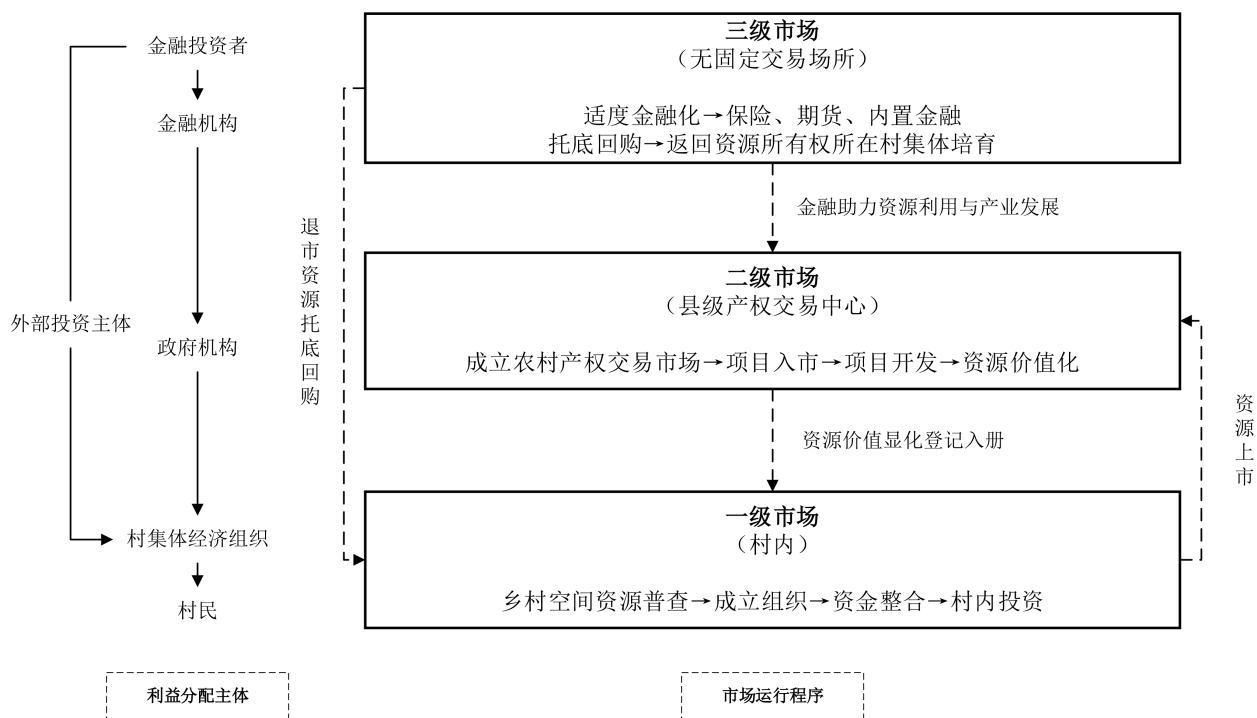 金融投资者
金融机构
外部投资主体
政府机构
村集体经济组织
村民
利益分配主体
退市资源托底回购
三级市场
（无固定交易场所）
适度金融化→保险、期货、内置金融
托底回购→返回资源所有权所在村集体培育
金融助力资源利用与产业发展
二级市场
（县级产权交易中心）
成立农村产权交易市场→项目入市→项目开发→资源价值化
资源价值显化登记入册
资源上市
一级市场
（村内）
乡村空间资源普查→成立组织→资金整合→村内投资
市场运行程序